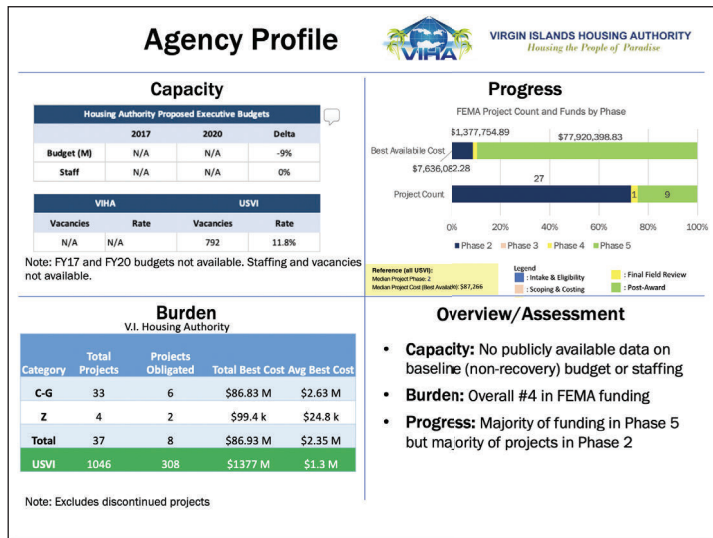 Agency Profile
VIHA
VIRGIN ISLANDS HOUSING AUTHORITY
Housing the People of Paradise
Capacity
Housing Authority Proposed Executive Budgets
2017 2020 Delta
Budget (M) N/A N/A -9%
Staff N/A N/A 0%
VIHA USVI
Vacancies Rate Vacancies Rate
N/A N/A 792 11.8%
Note: FY17 and FY20 budgets not available. Staffing and vacancies
not available.
Progress
FEMA Project Count and Funds by Phase
$1,377,754.89 $77,920,398.83
Best Availabile Cost
$7,636,082.28
27
Project Count 1 9
0% 20% 40% 60% 80% 100%
Phase 2 Phase 3 Phase 4 Phase 5
Reference (all USVI):
Median Project Phase: 2
Median Project Cost (Best Available): $87,266
Legend
: Intake & Eligibility
: Scoping & Costing
: Final Field Review
: Post-Award
Burden
V.I. Housing Authority
Category Total Projects Projects Obligated Total Best Cost Avg Best Cost
C-G 33 6 $86.83 M $2.63 M
Z 4 2 $99.4 k $24.8 k
Total 37 8 $86.93 M $2.35 M
USVI 1046 308 $1377 M $1.3 M
Note: Excludes discontinued projects
Overview/Assessment
• Capacity: No publicly available data on
baseline (non-recovery) budget or staffing
• Burden: Overall #4 in FEMA funding
• Progress: Majority of funding in Phase 5
but majority of projects in Phase 2